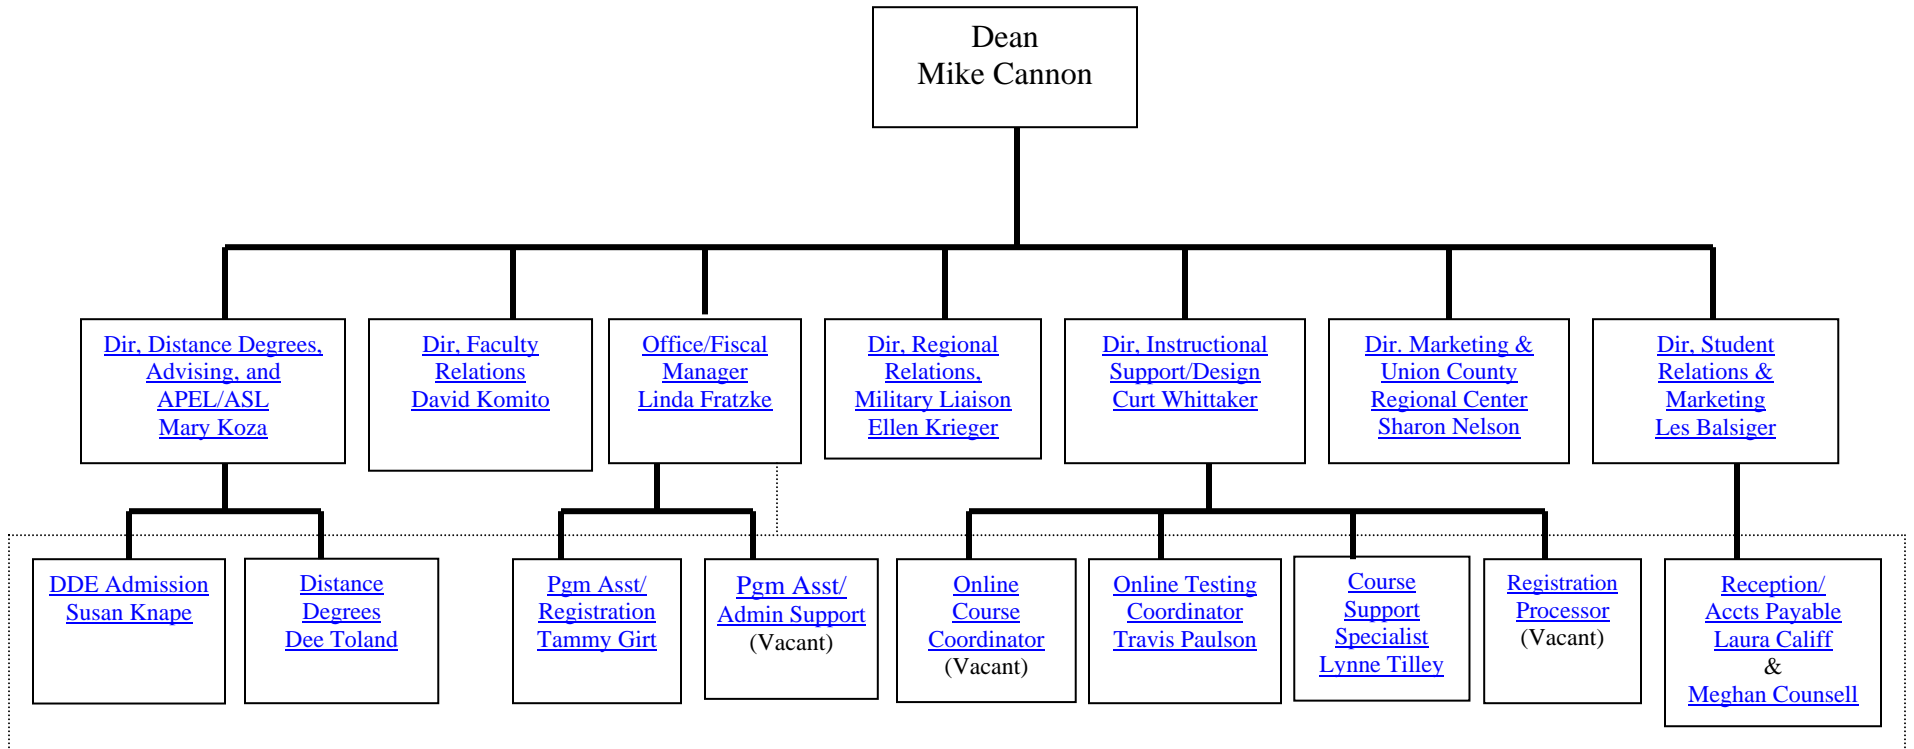 Dean
Mike Cannon
Dir, Distance Degrees,
Advising, and
APEL/ASL
Mary Koza
Dir, Faculty
Relations
David Komito
Office/Fiscal
Manager
Linda Fratzke
Dir, Regional
Relations,
Military Liaison
Ellen Krieger
Dir, Instructional
Support/Design
Curt Whittaker
Dir. Marketing &
Union County
Regional Center
Sharon Nelson
Dir, Student
Relations &
Marketing
Les Balsiger
DDE Admission
Susan Knape
Distance
Degrees
Dee Toland
Pgm Asst/
Registration
Tammy Girt
Pgm Asst/
Admin Support
(Vacant)
Online
Course
Coordinator
(Vacant)
Online Testing
Coordinator
Travis Paulson
Course
Support
Specialist
Lynne Tilley
Registration
Processor
(Vacant)
Reception/
Accts Payable
Laura Califf
&
Meghan Counsell